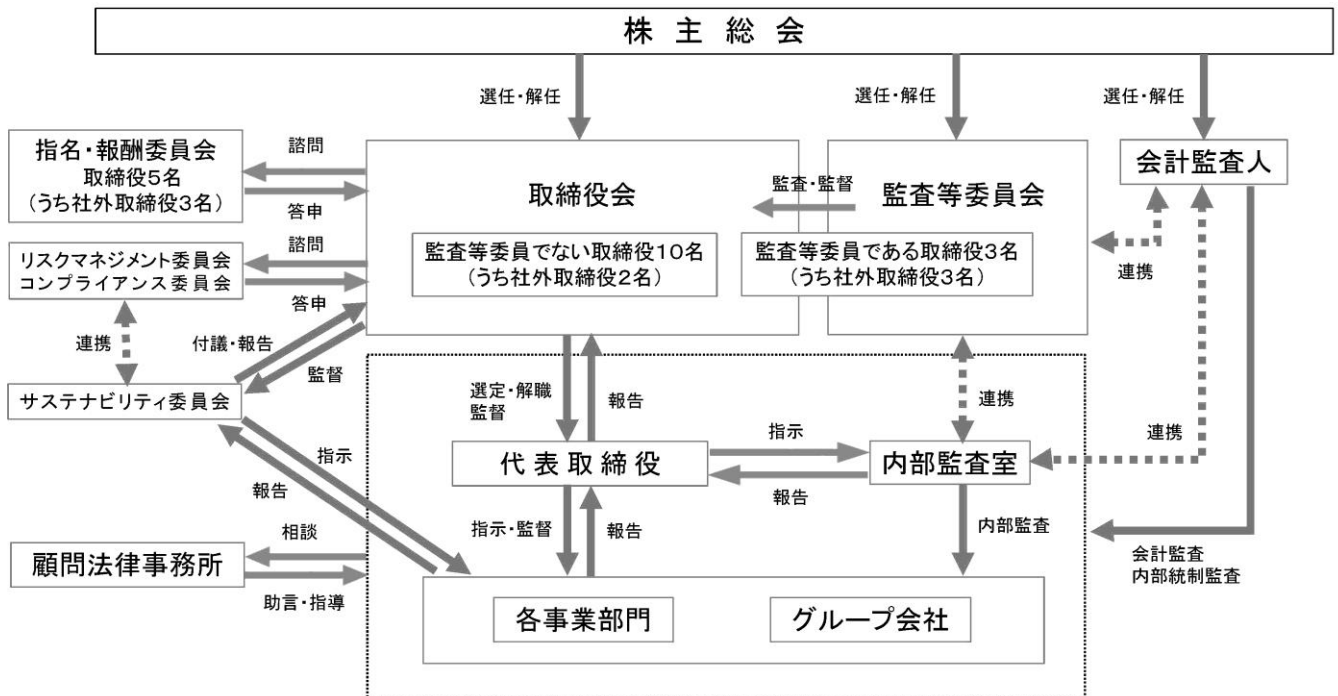 株主総会
選任・解任
選任・解任
選任・解任
指名・報酬委員会
取締役5名
(うち社外取締役3名)
諮問
答申
取締役会
監査・監督
監査等委員会
会計監査人
監査等委員でない取締役10名
(うち社外取締役2名)
監査等委員である取締役3名
(うち社外取締役3名)
リスクマネジメント委員会
コンプライアンス委員会
諮問
答申
連携
連携
付議・報告
監督
サステナビリティ委員会
選定・解職
監督
報告
連携
連携
指示
報告
代表取締役
指示
報告
内部監査室
指示・監督
報告
内部監査
顧問法律事務所
相談
助言・指導
会計監査
内部統制監査
各事業部門
グループ会社